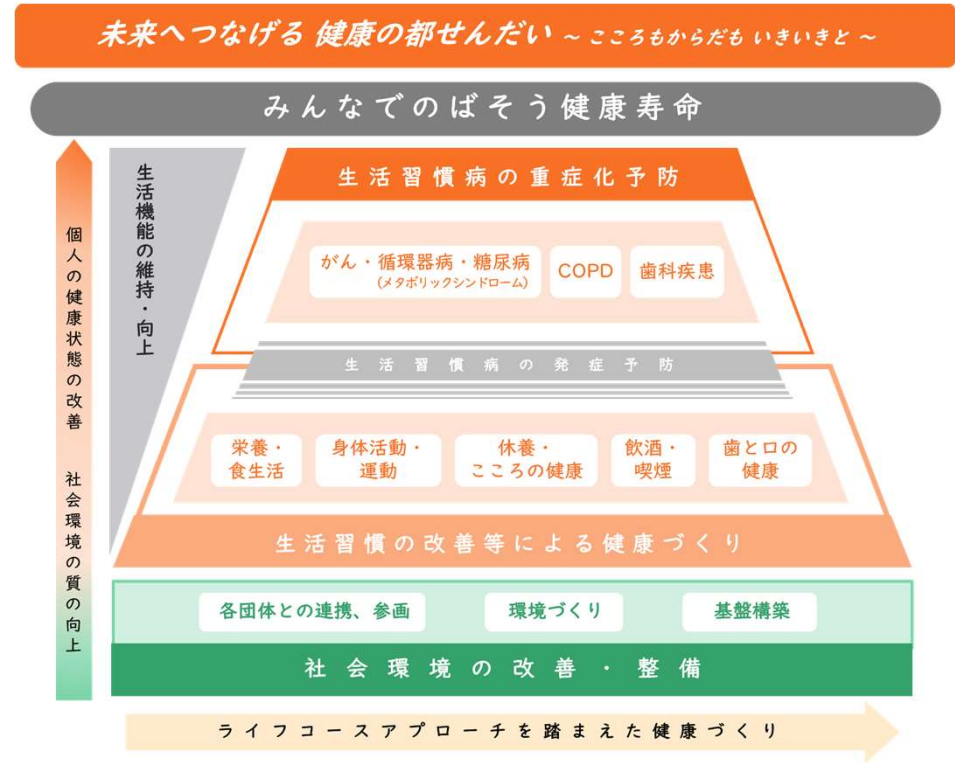 未来へつなげる 健康の都せんだい ～ こころもからだも いきいきと ～
みんなでのばそう健康寿命
個人の健康状態の改善 社会環境の質の向上
生活機能の維持・向上
生活習慣病の重症化予防
がん・循環器病・糖尿病
(メタボリックシンドローム)
COPD
歯科疾患
生活習慣病の発症予防
栄養・
食生活
身体活動・
運動
休養・
こころの健康
飲酒・
喫煙
歯と口の
健康
生活習慣の改善等による健康づくり
各団体との連携、参画
環境づくり
基盤構築
社会環境の改善・整備
ライフコースアプローチを踏まえた健康づくり